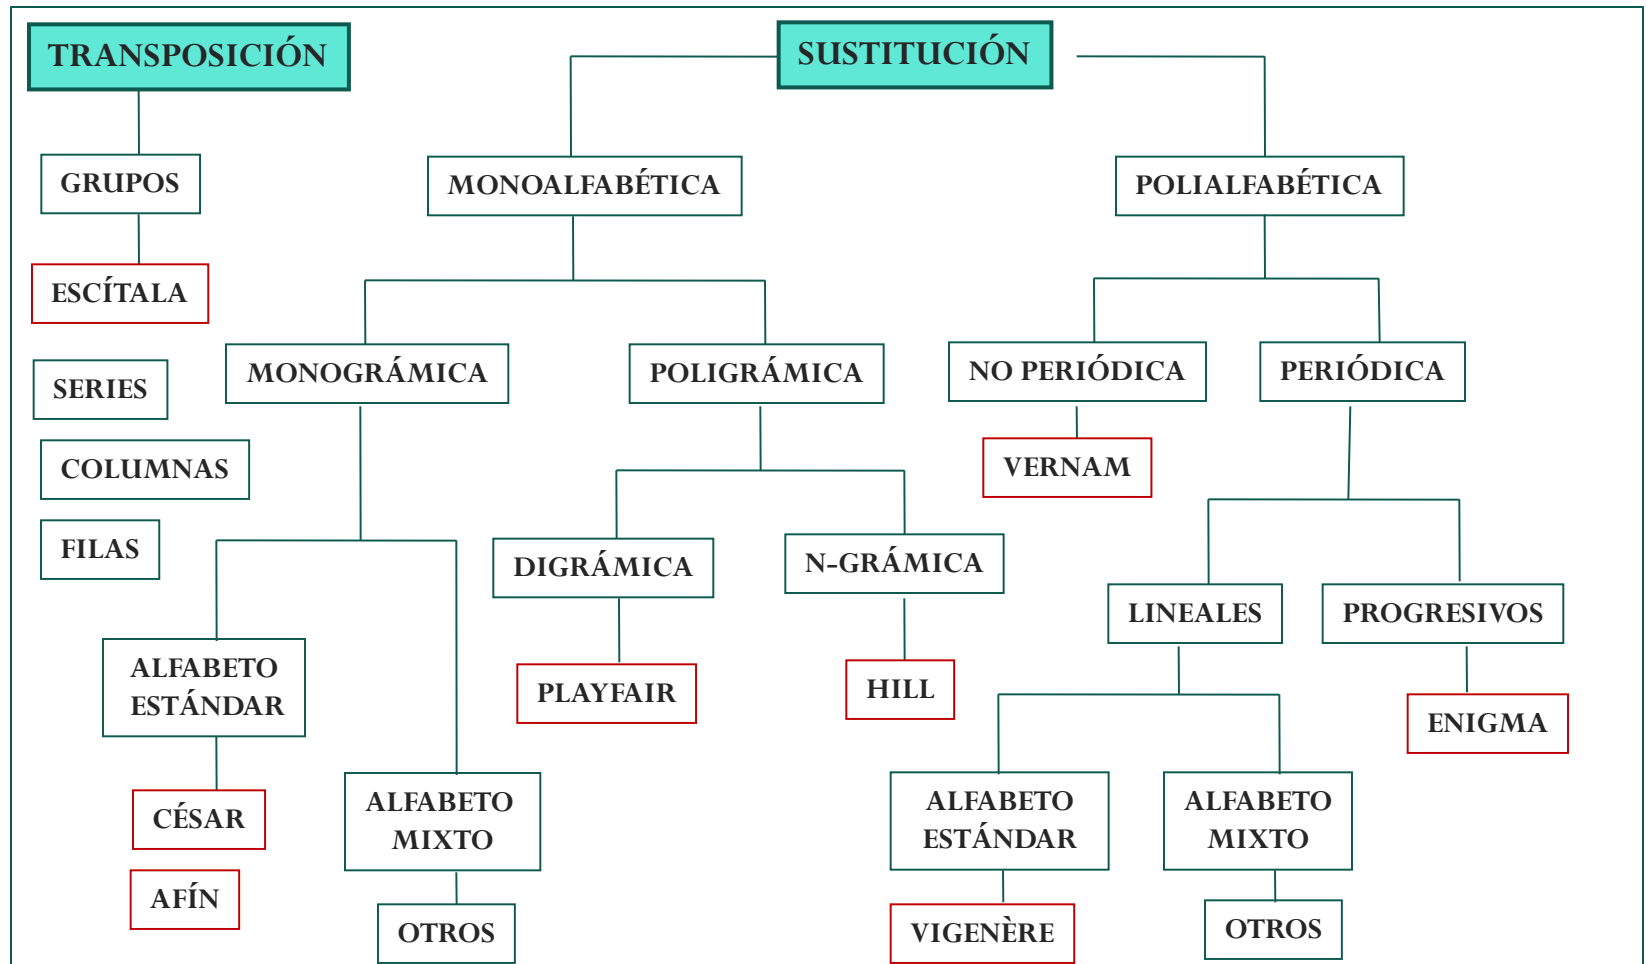 TRANSPOSICIÓN
SUSTITUCIÓN
GRUPOS
MONOALFABÉTICA
POLIALFABÉTICA
ESCÍTALA
MONOGRÁMICA
POLIGRÁMICA
NO PERIÓDICA
PERIÓDICA
SERIES
COLUMNAS
VERNAM
FILAS
DIGRÁMICA
N-GRÁMICA
LINEALES
PROGRESIVOS
ALFABETO
ESTÁNDAR
PLAYFAIR
HILL
ENIGMA
CÉSAR
ALFABETO
MIXTO
ALFABETO
ESTÁNDAR
ALFABETO
MIXTO
AFÍN
OTROS
VIGENÈRE
OTROS